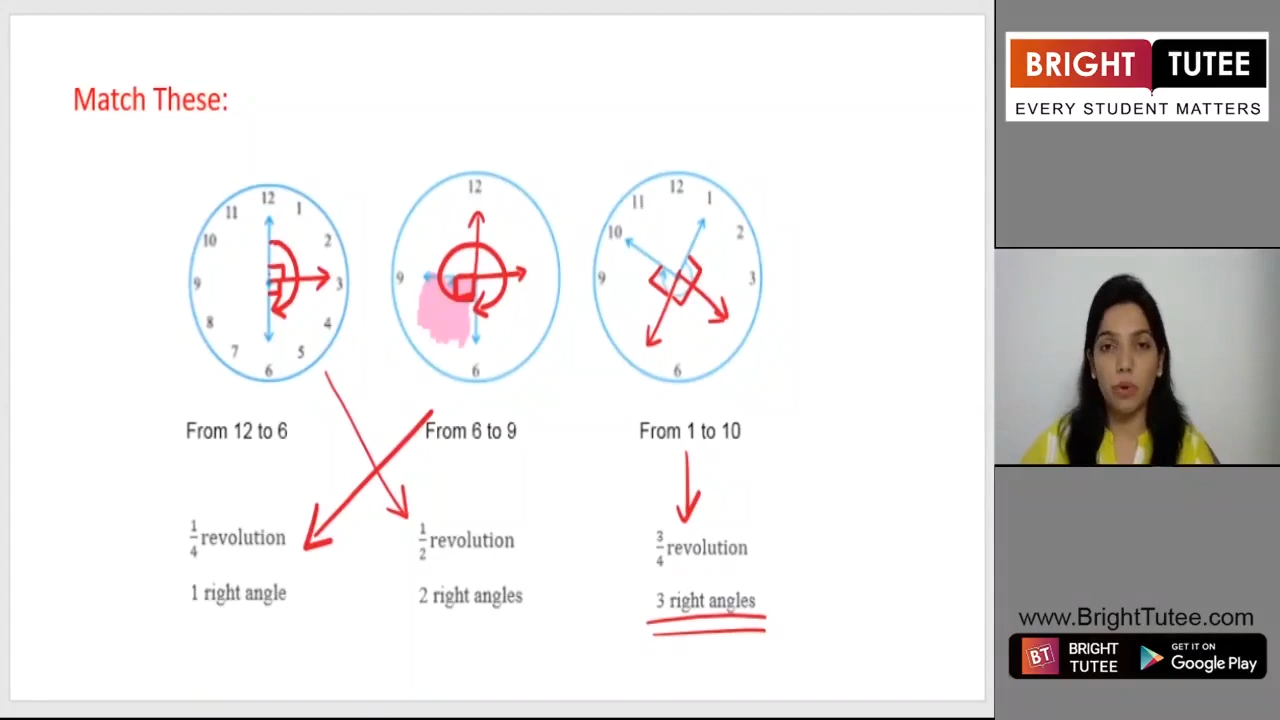 Match These:
12
11
1
10
2
9
3
8
4
7
5
6
12
9
6
12
11
1
10
2
9
3
6
From 12 to 6
From 6 to 9
From 1 to 10
1/4 revolution
1 right angle
1/2 revolution
2 right angles
3/4 revolution
3 right angles
BRIGHT TUTEE
EVERY STUDENT MATTERS
www.BrightTutee.com
BT
BRIGHT
TUTEE
GET IT ON
Google Play